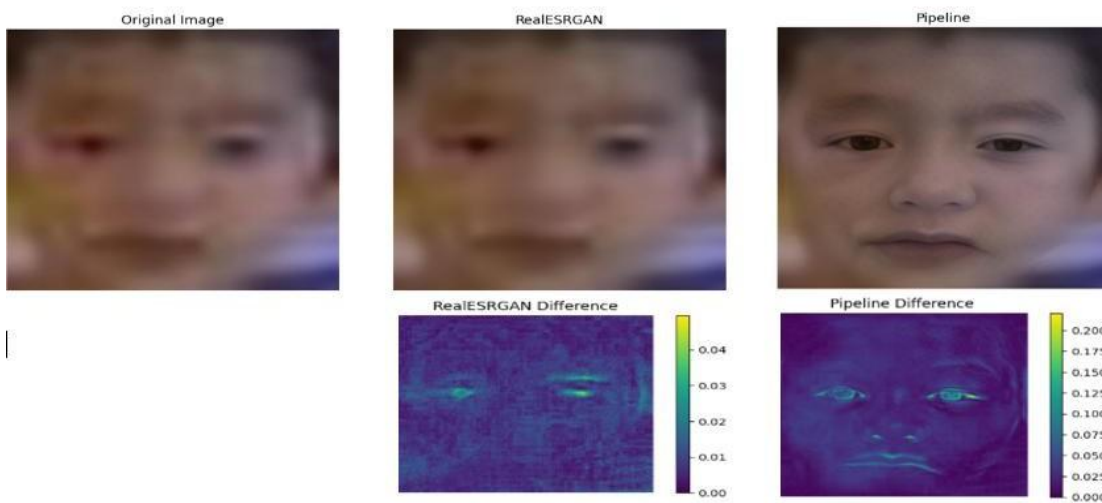 Original Image
RealESRGAN
Pipeline
RealESRGAN Difference
Pipeline Difference
0.04
0.03
0.02
0.01
0.00
0.200
0.175
0.150
0.125
0.100
0.075
0.050
0.025
0.000